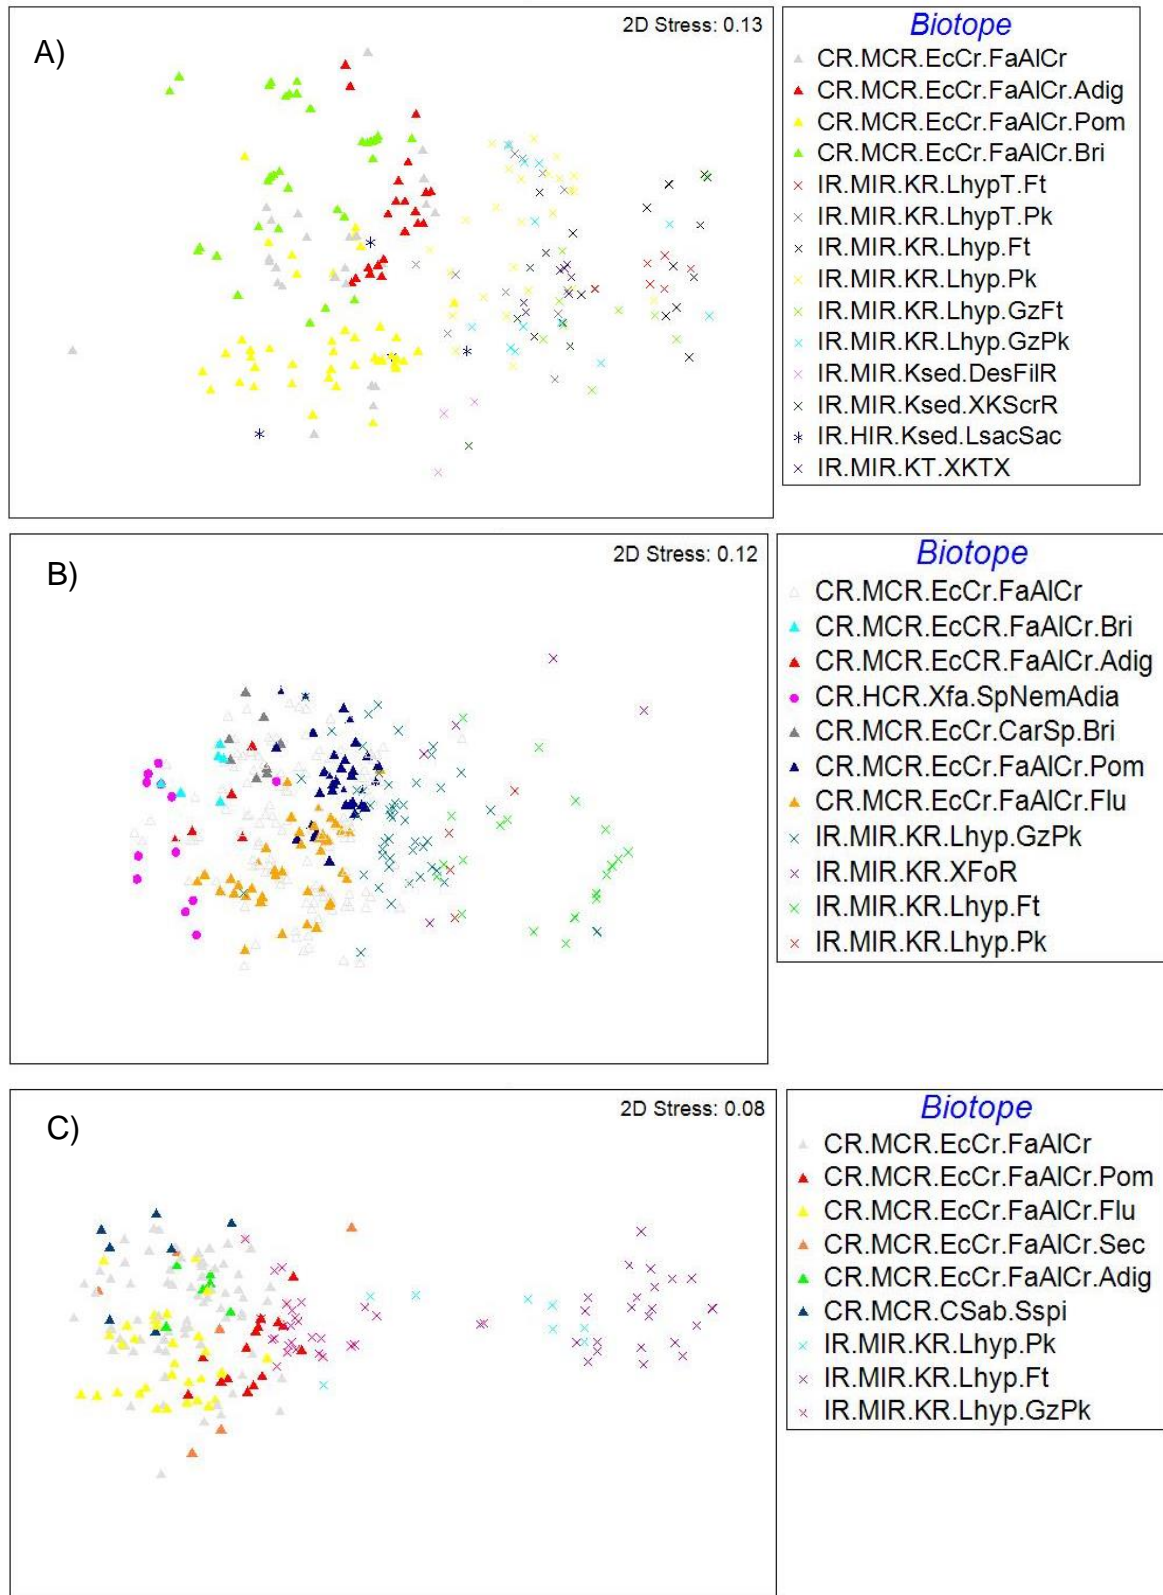 A)
2D Stress: 0.13
Biotope
CR.MCR.EcCr.FaAlCr
CR.MCR.EcCr.FaAlCr.Adig
CR.MCR.EcCr.FaAlCr.Pom
CR.MCR.EcCr.FaAlCr.Bri
IR.MIR.KR.LhypT.Ft
IR.MIR.KR.LhypT.Pk
IR.MIR.KR.Lhyp.Ft
IR.MIR.KR.Lhyp.Pk
IR.MIR.KR.Lhyp.GzFt
IR.MIR.KR.Lhyp.GzPk
IR.MIR.Ksed.DesFilR
IR.MIR.Ksed.XKScrR
IR.HIR.Ksed.LsacSac
IR.MIR.KT.XKTX
B)
2D Stress: 0.12
Biotope
CR.MCR.EcCr.FaAlCr
CR.MCR.EcCR.FaAlCr.Bri
CR.MCR.EcCR.FaAlCr.Adig
CR.HCR.Xfa.SpNemAdia
CR.MCR.EcCr.CarSp.Bri
CR.MCR.EcCr.FaAlCr.Pom
CR.MCR.EcCr.FaAlCr.Flu
IR.MIR.KR.Lhyp.GzPk
IR.MIR.KR.XFoR
IR.MIR.KR.Lhyp.Ft
IR.MIR.KR.Lhyp.Pk
C)
2D Stress: 0.08
Biotope
CR.MCR.EcCr.FaAlCr
CR.MCR.EcCr.FaAlCr.Pom
CR.MCR.EcCr.FaAlCr.Flu
CR.MCR.EcCr.FaAlCr.Sec
CR.MCR.EcCr.FaAlCr.Adig
CR.MCR.CSab.Sspi
IR.MIR.KR.Lhyp.Pk
IR.MIR.KR.Lhyp.Ft
IR.MIR.KR.Lhyp.GzPk